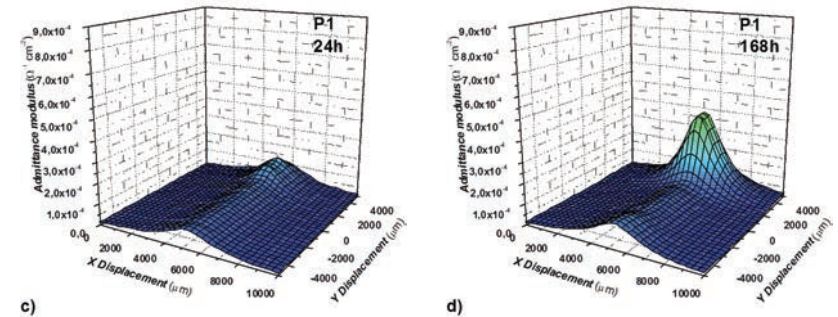 P1
24h
Admittance modulus (Ω⁻¹ cm⁻²)
9,0x10⁻⁴
8,0x10⁻⁴
7,0x10⁻⁴
6,0x10⁻⁴
5,0x10⁻⁴
4,0x10⁻⁴
3,0x10⁻⁴
2,0x10⁻⁴
1,0x10⁻⁴
0,0
0
2000
4000
6000
8000
10000
X Displacement (μm)
4000
2000
0
-2000
-4000
Y Displacement (μm)
c)
P1
168h
Admittance modulus (Ω⁻¹ cm⁻²)
9,0x10⁻⁴
8,0x10⁻⁴
7,0x10⁻⁴
6,0x10⁻⁴
5,0x10⁻⁴
4,0x10⁻⁴
3,0x10⁻⁴
2,0x10⁻⁴
1,0x10⁻⁴
0,0
0
2000
4000
6000
8000
10000
X Displacement (μm)
4000
2000
0
-2000
-4000
Y Displacement (μm)
d)